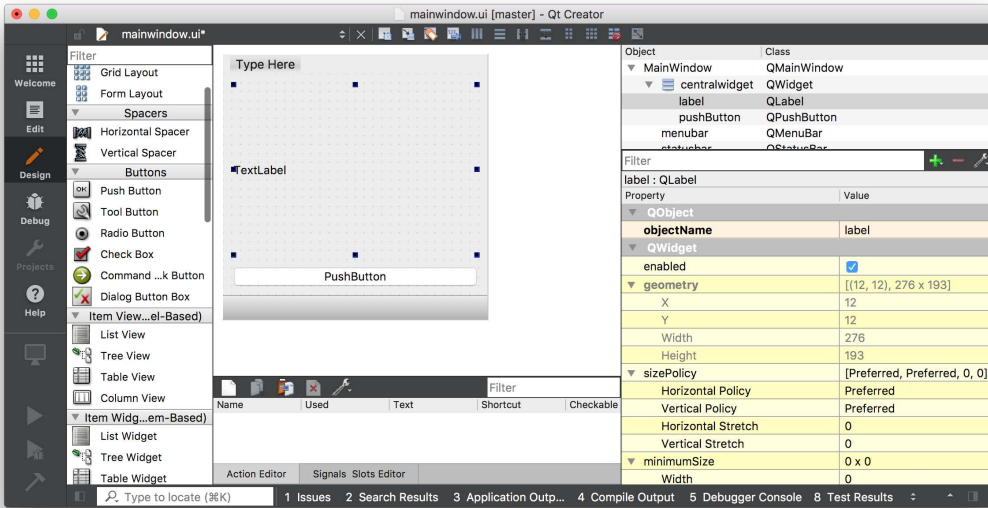 mainwindow.ui [master] - Qt Creator
mainwindow.ui*
Welcome
Edit
Design
Debug
Projects
Help
Filter
Grid Layout
Form Layout
Spacers
Horizontal Spacer
Vertical Spacer
Buttons
OK
Push Button
Tool Button
Radio Button
Check Box
Command ...k Button
Dialog Button Box
Item View...el-Based)
List View
Tree View
Table View
Column View
Item Widg...em-Based)
List Widget
Tree Widget
Table Widget
Type Here
TextLabel
PushButton
Filter
Name Used Text Shortcut Checkable
Action Editor Signals Slots Editor
Object Class
MainWindow QMainWindow
centralwidget QWidget
label QLabel
pushButton QPushButton
menubar QMenuBar
statusbar QStatusBar
Filter
label : QLabel
Property Value
QObject
objectName label
QWidget
enabled
geometry [(12, 12), 276 x 193]
X 12
Y 12
Width 276
Height 193
sizePolicy [Preferred, Preferred, 0, 0]
Horizontal Policy Preferred
Vertical Policy Preferred
Horizontal Stretch 0
Vertical Stretch 0
minimumSize 0 x 0
Width 0
Type to locate (⌘K) 1 Issues 2 Search Results 3 Application Outp... 4 Compile Output 5 Debugger Console 8 Test Results